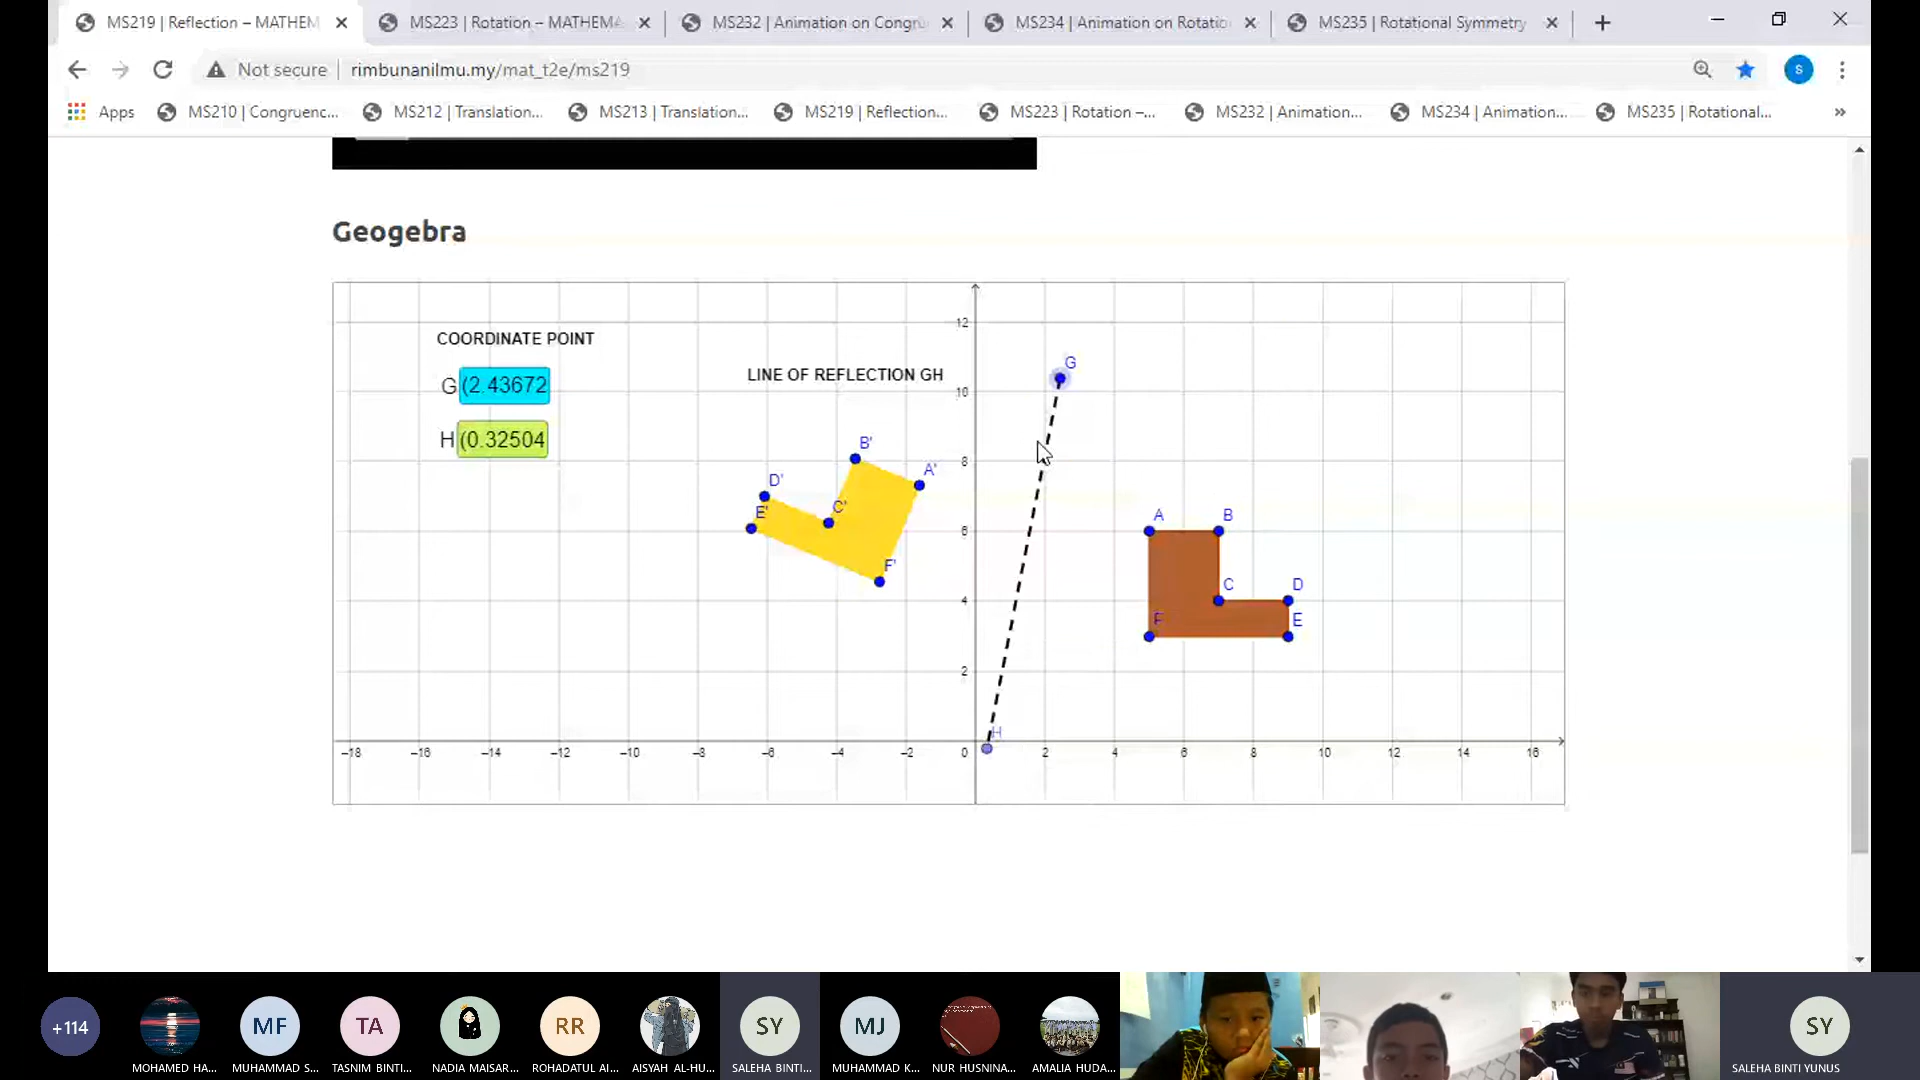 MS219 | Reflection – MATHEM
MS223 | Rotation – MATHEMA
MS232 | Animation on Congru
MS234 | Animation on Rotatio
MS235 | Rotational Symmetry
Not secure
rimbunanilmu.my/mat_t2e/ms219
S
Apps
MS210 | Congruenc...
MS212 | Translation...
MS213 | Translation...
MS219 | Reflection...
MS223 | Rotation –...
MS232 | Animation...
MS234 | Animation...
MS235 | Rotational...
»
Geogebra
COORDINATE POINT
G (2.43672
H (0.32504
LINE OF REFLECTION GH
12
10
8
6
4
2
–18 –16 –14 –12 –10 –8 –6 –4 –2 0 2 4 6 8 10 12 14 16
G
H
B'
A'
D'
C'
E'
F'
A
B
C
D
F
E
+114
MF
TA
RR
SY
MJ
SY
MOHAMED HA...
MUHAMMAD S...
TASNIM BINTI...
NADIA MAISAR...
ROHADATUL AI...
AISYAH AL-HU...
SALEHA BINTI...
MUHAMMAD K...
NUR HUSNINA...
AMALIA HUDA...
SALEHA BINTI YUNUS